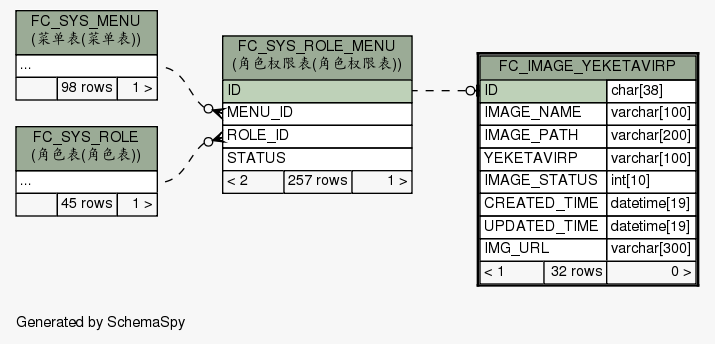 FC_SYS_MENU
(菜单表(菜单表))
...
98 rows 1 >
FC_SYS_ROLE
(角色表(角色表))
...
45 rows 1 >
FC_SYS_ROLE_MENU
(角色权限表(角色权限表))
ID
MENU_ID
ROLE_ID
STATUS
< 2 257 rows 1 >
FC_IMAGE_YEKETAVIRP
ID char[38]
IMAGE_NAME varchar[100]
IMAGE_PATH varchar[200]
YEKETAVIRP varchar[100]
IMAGE_STATUS int[10]
CREATED_TIME datetime[19]
UPDATED_TIME datetime[19]
IMG_URL varchar[300]
< 1 32 rows 0 >
Generated by SchemaSpy